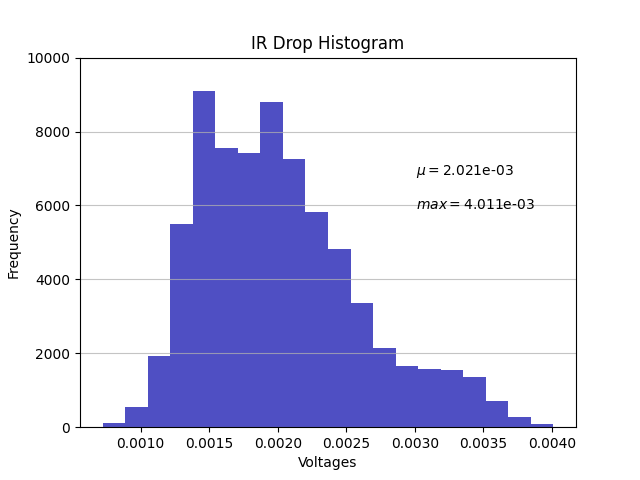 IR Drop Histogram
10000
8000
6000
4000
2000
0
Frequency
μ = 2.021e-03
max = 4.011e-03
0.0010 0.0015 0.0020 0.0025 0.0030 0.0035 0.0040
Voltages